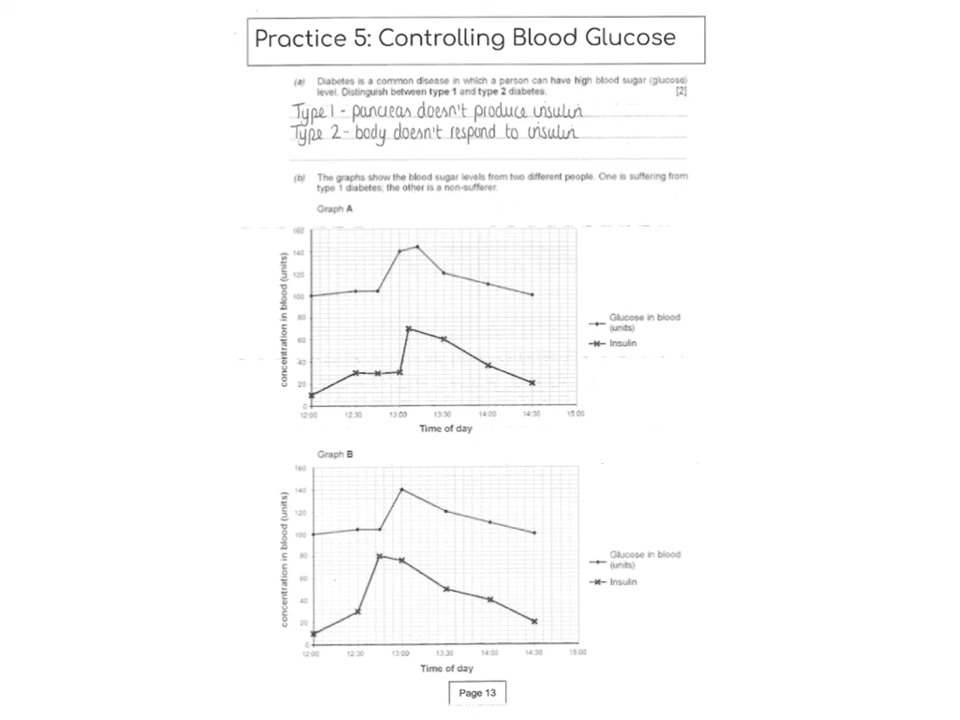 Practice 5: Controlling Blood Glucose
(a) Diabetes is a common disease in which a person can have high blood sugar (glucose)
level. Distinguish between type 1 and type 2 diabetes. [2]
Type 1 - pancreas doesn't produce insulin
Type 2 - body doesn't respond to insulin
(b) The graphs show the blood sugar levels from two different people. One is suffering from
type 1 diabetes; the other is a non-sufferer.
Graph A
concentration in blood (units)
160
140
120
100
80
60
40
20
0
12:00 12:30 13:00 13:30 14:00 14:30 15:00
Time of day
Glucose in blood
(units)
Insulin
Graph B
concentration in blood (units)
160
140
120
100
80
60
40
20
0
12:00 12:30 13:00 13:30 14:00 14:30 15:00
Time of day
Glucose in blood
(units)
Insulin
Page 13